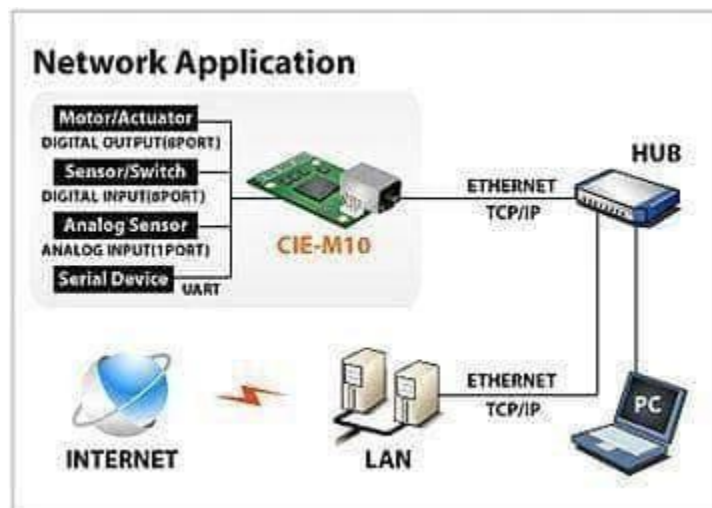 Network Application
Motor/Actuator
DIGITAL OUTPUT(8PORT)
Sensor/Switch
DIGITAL INPUT(8PORT)
Analog Sensor
ANALOG INPUT(1PORT)
Serial Device
UART
CIE-M10
ETHERNET
TCP/IP
HUB
INTERNET
LAN
ETHERNET
TCP/IP
PC